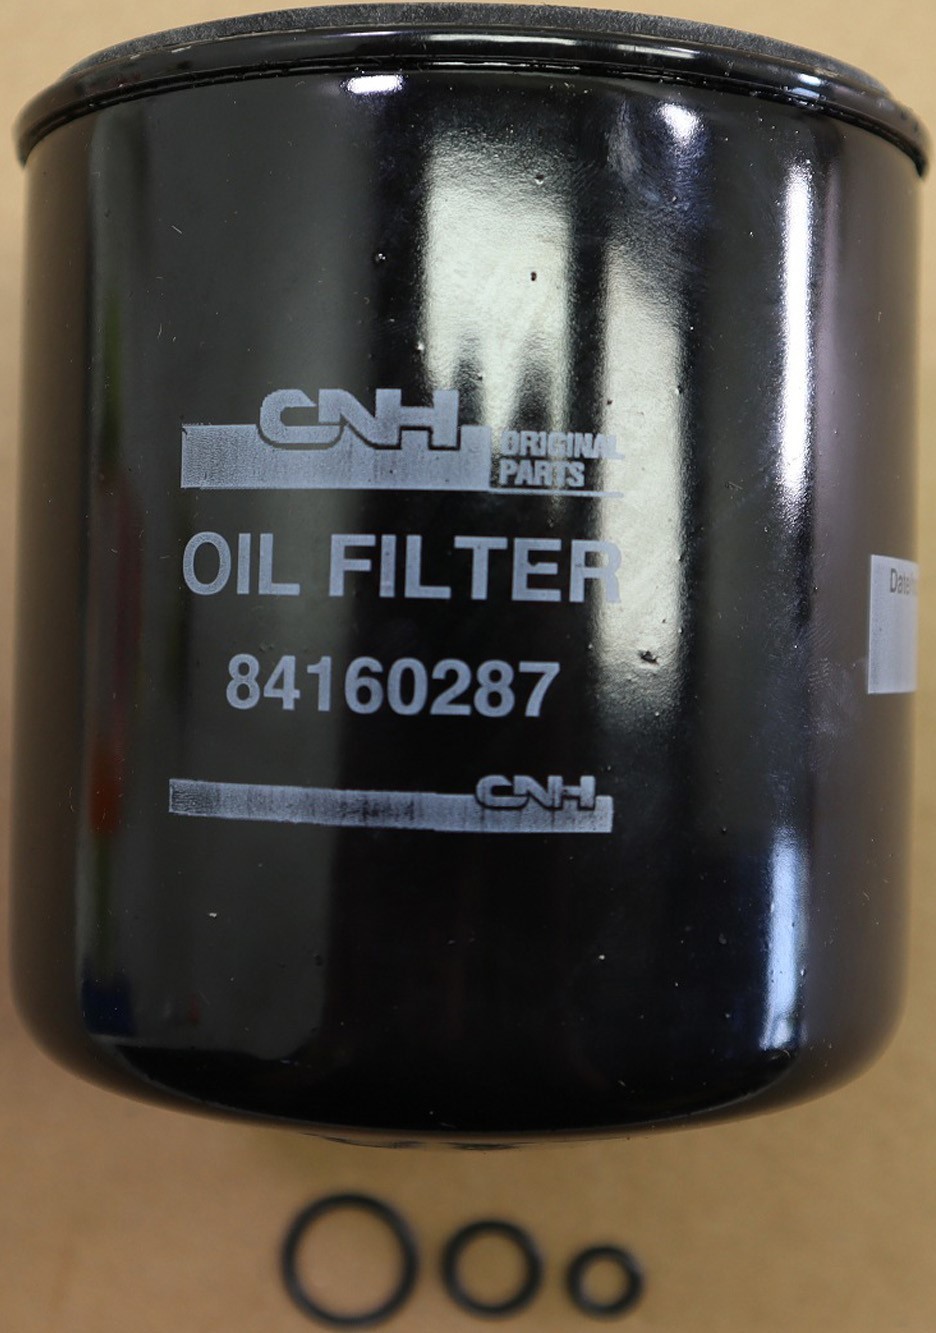 CNH
ORIGINAL
PARTS
OIL FILTER
84160287
CNH